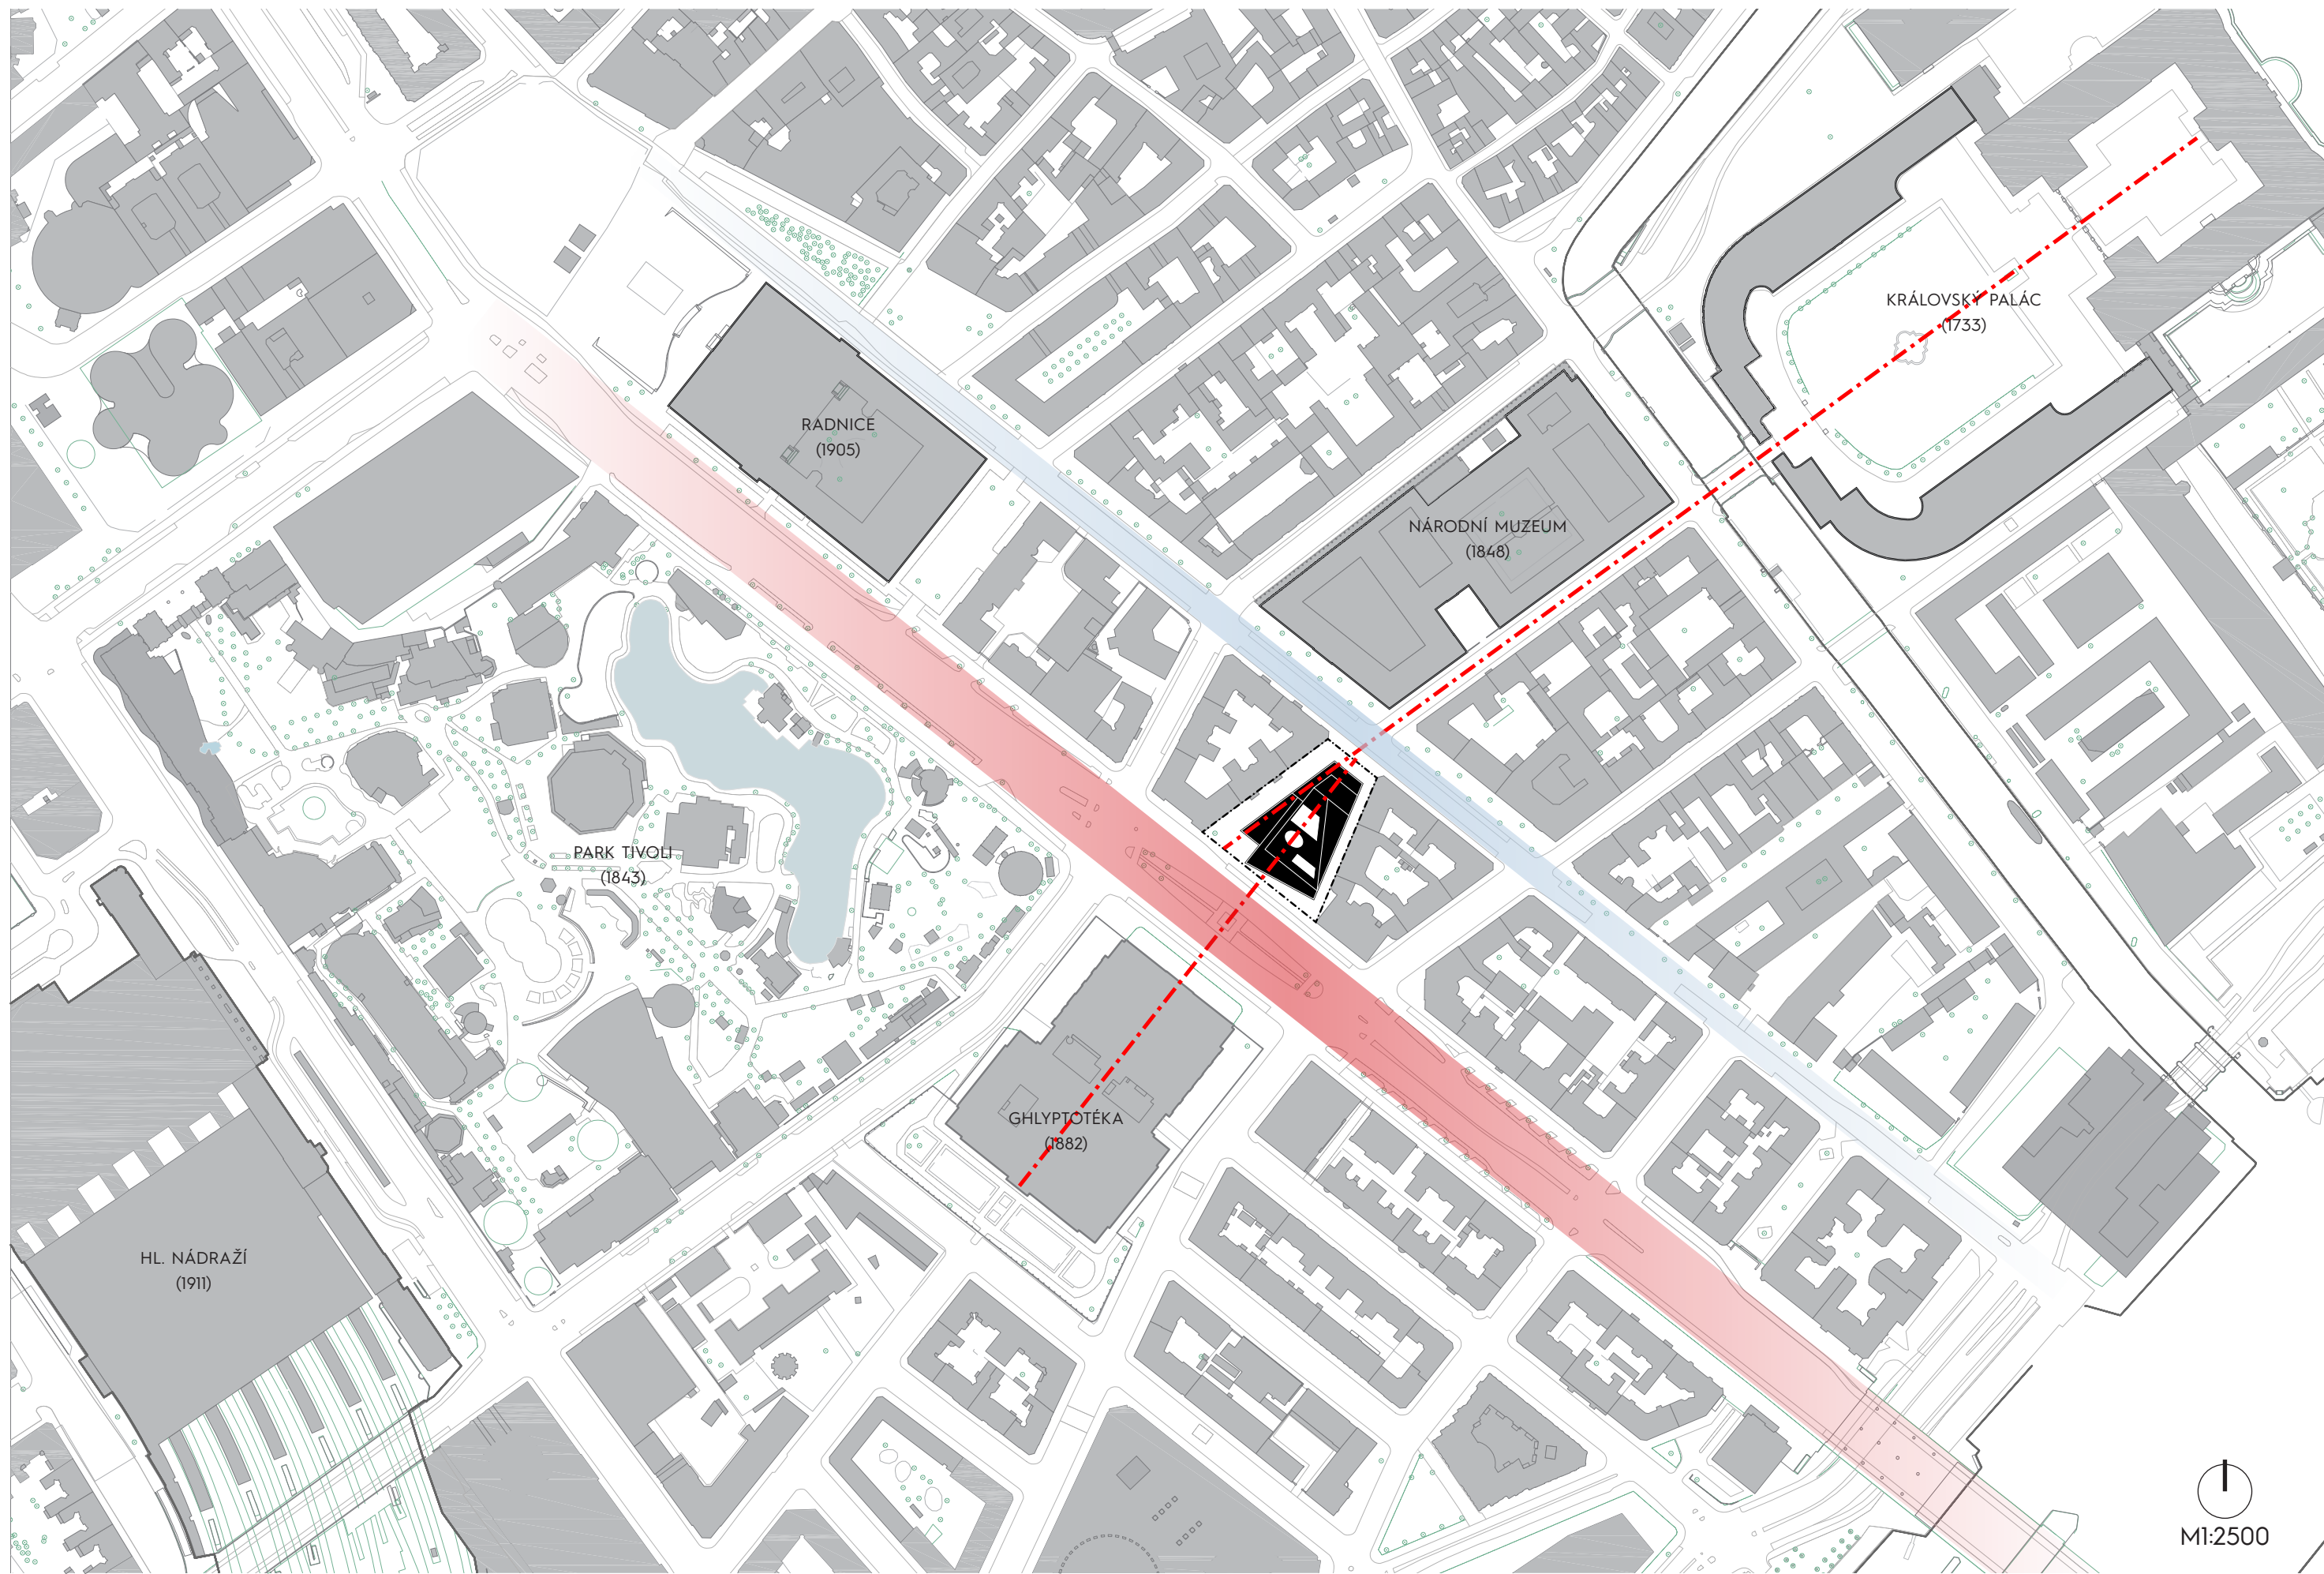 KRÁLOVSKÝ PALÁC
(1733)
RADNICE
(1905)
NÁRODNÍ MUZEUM
(1848)
PARK TIVOLI
(1843)
GHLYPTOTÉKA
(1882)
HL. NÁDRAŽÍ
(1911)
M1:2500